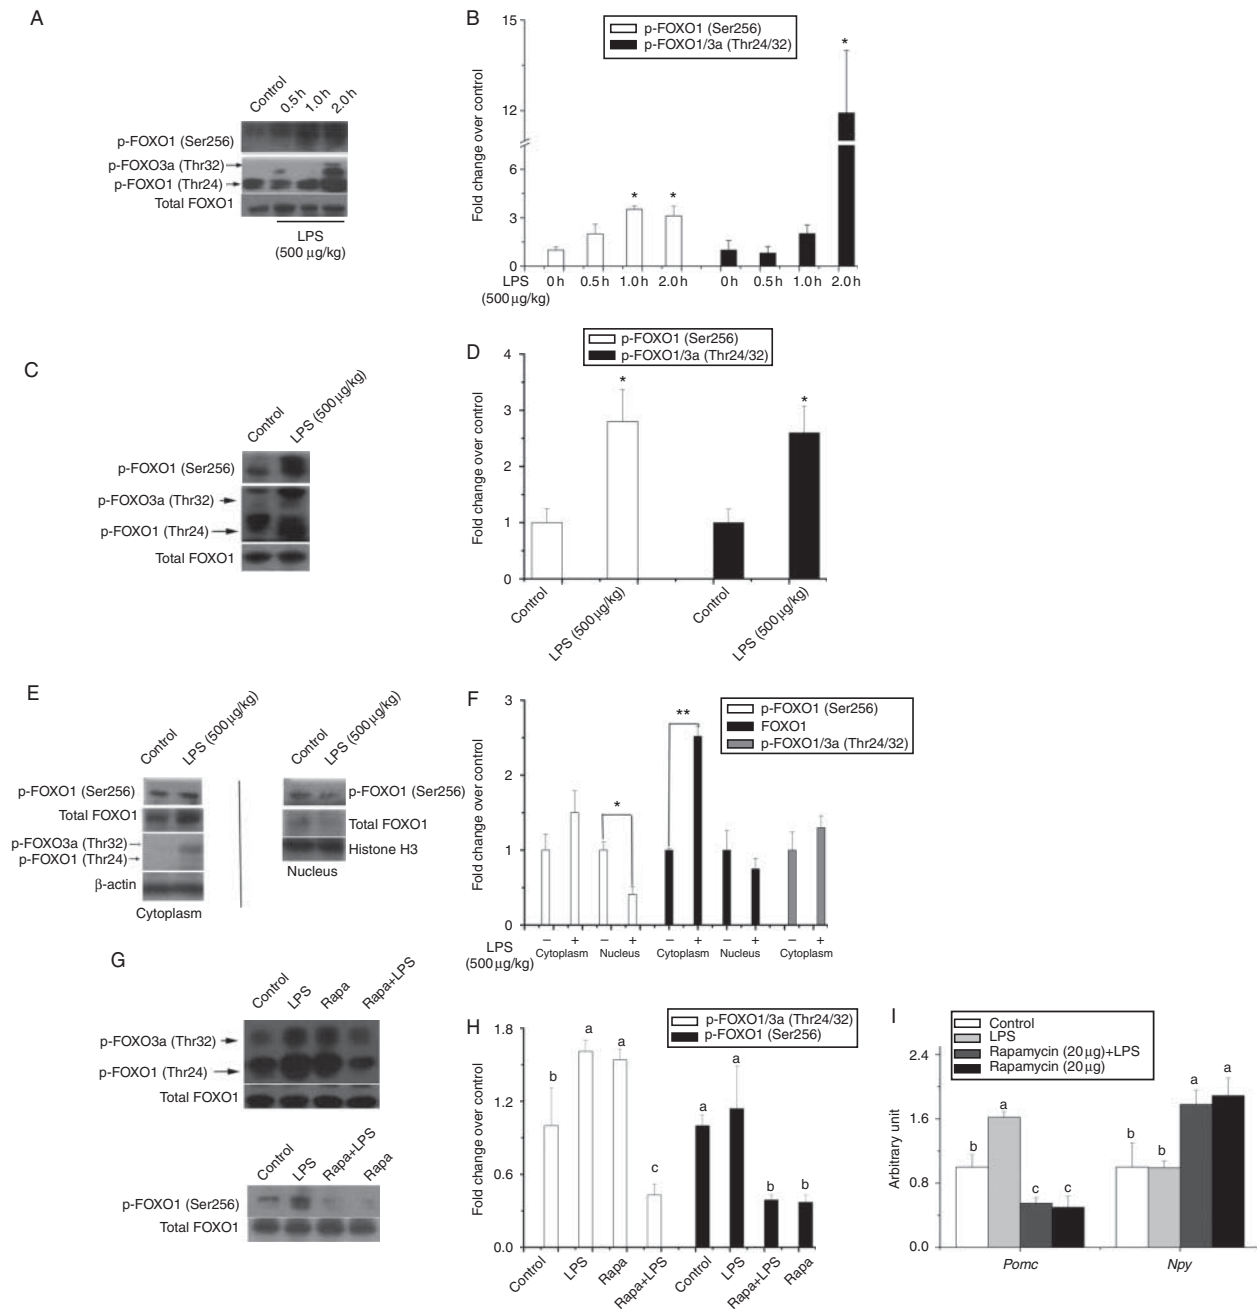 A
Control
0.5 h
1.0 h
2.0 h
p-FOXO1 (Ser256)
p-FOXO3a (Thr32)
p-FOXO1 (Thr24)
Total FOXO1
LPS
(500 µg/kg)
B
p-FOXO1 (Ser256)
p-FOXO1/3a (Thr24/32)
Fold change over control
15
12
6
3
0
*
*
*
LPS
(500 µg/kg)
0 h 0.5 h 1.0 h 2.0 h 0 h 0.5 h 1.0 h 2.0 h
C
Control
LPS (500 µg/kg)
p-FOXO1 (Ser256)
p-FOXO3a (Thr32)
p-FOXO1 (Thr24)
Total FOXO1
D
p-FOXO1 (Ser256)
p-FOXO1/3a (Thr24/32)
Fold change over control
4
3
2
1
0
*
*
Control
LPS (500 µg/kg)
Control
LPS (500 µg/kg)
E
Control
LPS (500 µg/kg)
p-FOXO1 (Ser256)
Total FOXO1
p-FOXO3a (Thr32)
p-FOXO1 (Thr24)
β-actin
Cytoplasm
Control
LPS (500 µg/kg)
p-FOXO1 (Ser256)
Total FOXO1
Histone H3
Nucleus
F
p-FOXO1 (Ser256)
FOXO1
p-FOXO1/3a (Thr24/32)
Fold change over control
3
2
1
0
*
**
LPS
(500 µg/kg)
– + – + – + – + – +
Cytoplasm Nucleus Cytoplasm Nucleus Cytoplasm
G
Control
LPS
Rapa
Rapa+LPS
p-FOXO3a (Thr32)
p-FOXO1 (Thr24)
Total FOXO1
Control
LPS
Rapa+LPS
Rapa
p-FOXO1 (Ser256)
Total FOXO1
H
p-FOXO1/3a (Thr24/32)
p-FOXO1 (Ser256)
Fold change over control
1.8
1.2
0.6
0.0
b
a
a
c
a
a
b
b
Control
LPS
Rapa
Rapa+LPS
Control
LPS
Rapa+LPS
Rapa
I
Control
LPS
Rapamycin (20 µg)+LPS
Rapamycin (20 µg)
Arbitrary unit
2.4
1.6
0.8
0.0
b
a
c
c
b
b
a
a
Pomc
Npy